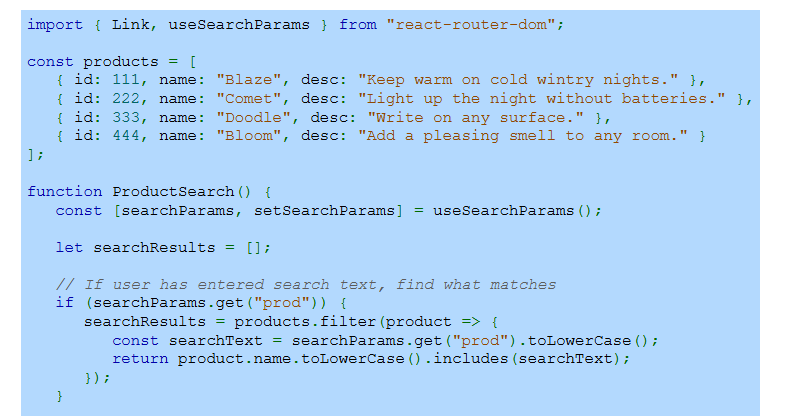 import { Link, useSearchParams } from "react-router-dom";
const products = [
{ id: 111, name: "Blaze", desc: "Keep warm on cold wintry nights." },
{ id: 222, name: "Comet", desc: "Light up the night without batteries." },
{ id: 333, name: "Doodle", desc: "Write on any surface." },
{ id: 444, name: "Bloom", desc: "Add a pleasing smell to any room." }
];
function ProductSearch() {
const [searchParams, setSearchParams] = useSearchParams();
let searchResults = [];
// If user has entered search text, find what matches
if (searchParams.get("prod")) {
searchResults = products.filter(product => {
const searchText = searchParams.get("prod").toLowerCase();
return product.name.toLowerCase().includes(searchText);
});
}